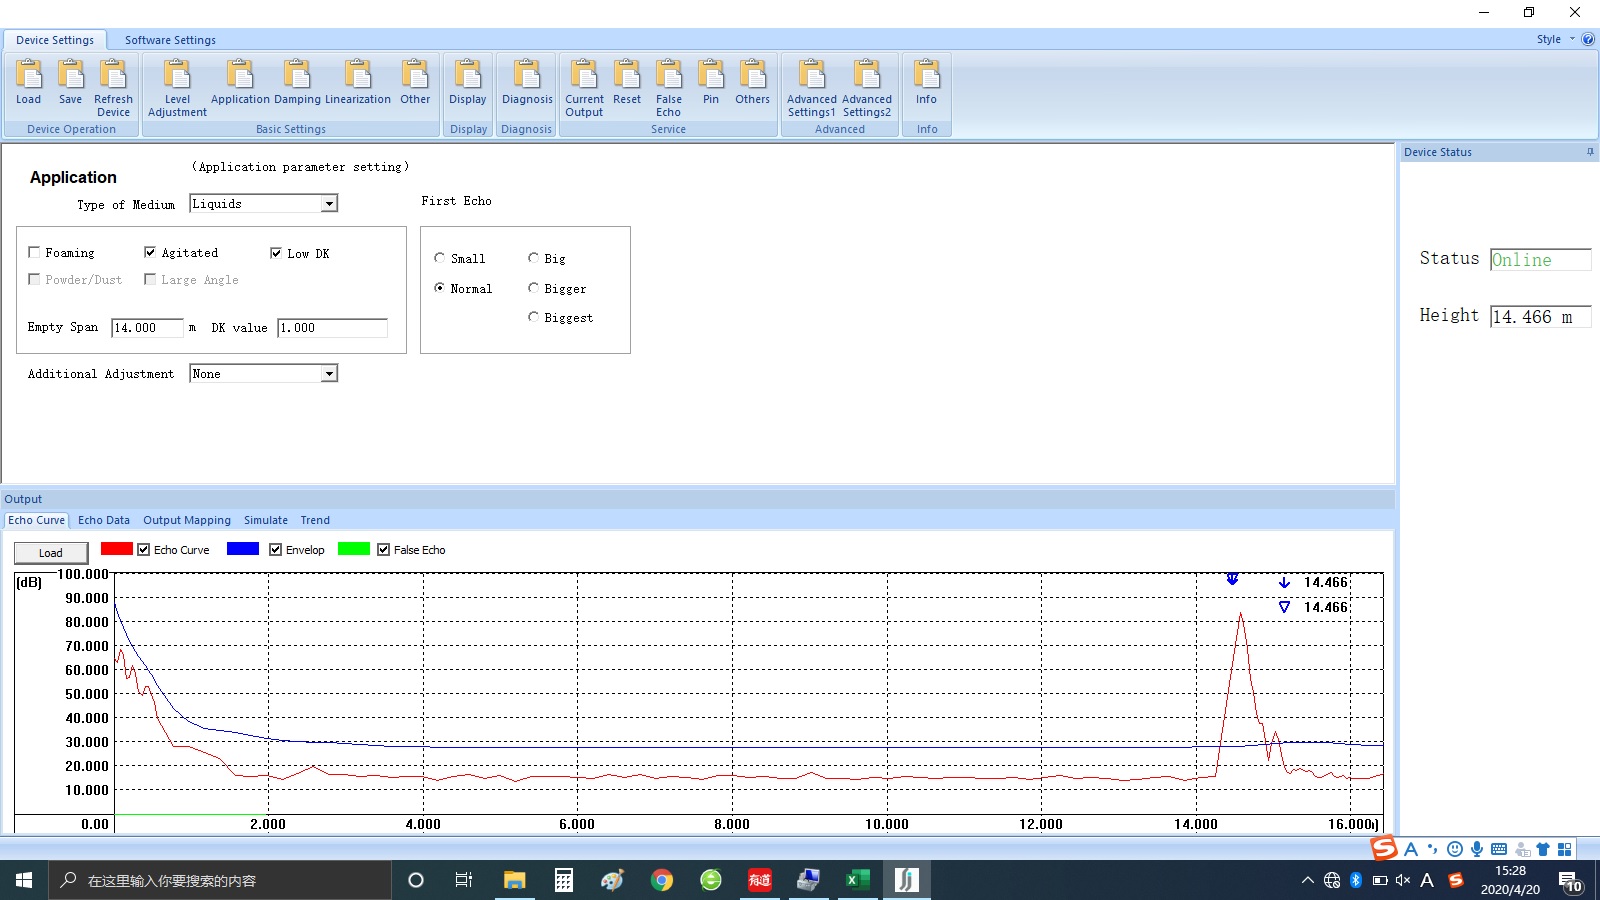 Device Settings Software Settings Style
Load Save Refresh Device Level Adjustment Application Damping Linearization Other Display Diagnosis Current Output Reset False Echo Pin Others Advanced Settings1 Advanced Settings2 Info
Device Operation Basic Settings Display Diagnosis Service Advanced Info
Device Status
(Application parameter setting)
Application
Type of Medium Liquids First Echo
Foaming Agitated Low DK
Small Big
Powder/Dust Large Angle
Normal Bigger
Biggest
Empty Span 14.000 m DK value 1.000
Additional Adjustment None
Status Online
Height 14.466 m
Output
Echo Curve Echo Data Output Mapping Simulate Trend
Load Echo Curve Envelop False Echo
(dB) 100.000
14.466
90.000
14.466
80.000
70.000
60.000
50.000
40.000
30.000
20.000
10.000
0.00 2.000 4.000 6.000 8.000 10.000 12.000 14.000 16.000
S A
在这里输入你要搜索的内容
有道
A S
15:28
2020/4/20
10